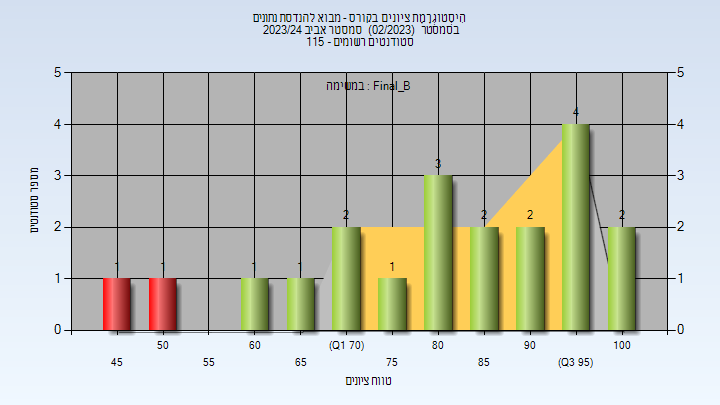 היסטוגרמת ציונים בקורס - מבוא להנדסת נתונים
בסמסטר (02/2023) סמסטר אביב 2023/24
סטודנטים רשומים - 115
במשימה : Final_B
5 5
4 4
3 3
2 2
1 1
0 0
מספר סטודנטים
1 1 1 1 2 1 3 2 2 4 2
45 50 55 60 65 (Q1 70) 75 80 85 90 (Q3 95) 100
טווח ציונים